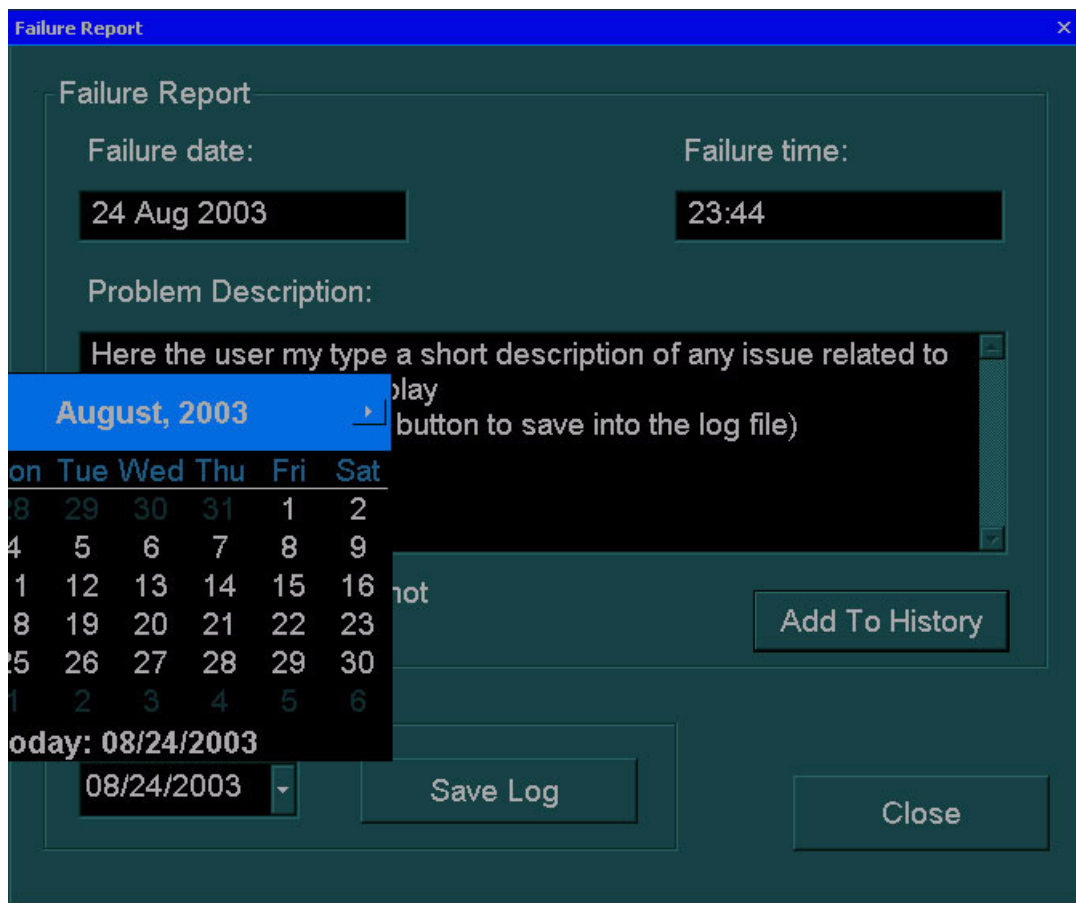 Failure Report
Failure Report
Failure date:
Failure time:
24 Aug 2003
23:44
Problem Description:
Here the user my type a short description of any issue related to
button to save into the log file)
August, 2003
Tue Wed Thu Fri Sat
29 30 31 1 2
5 6 7 8 9
12 13 14 15 16
19 20 21 22 23
26 27 28 29 30
2 3 4 5 6
08/24/2003
Add To History
08/24/2003
Save Log
Close